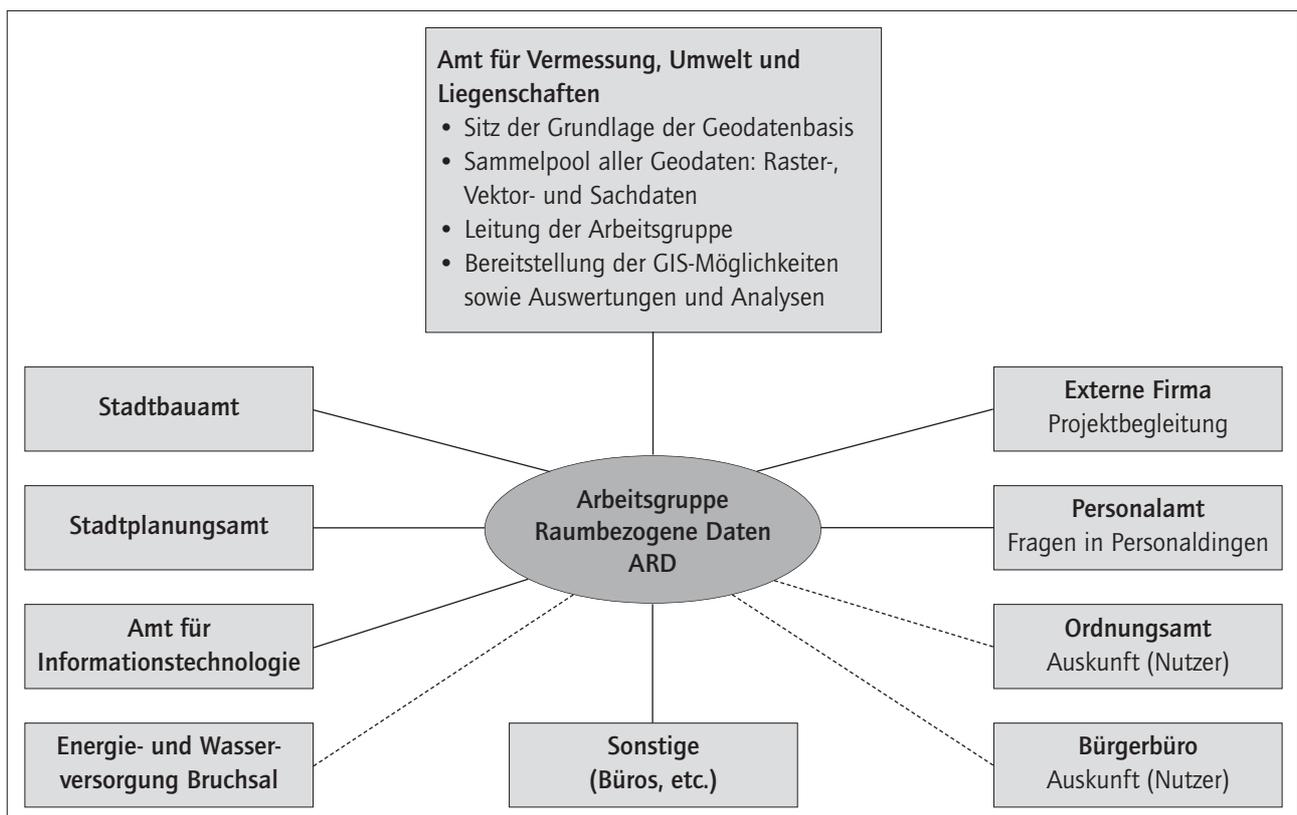 Amt für Vermessung, Umwelt und
Liegenschaften
• Sitz der Grundlage der Geodatenbasis
• Sammelpool aller Geodaten: Raster-,
Vektor- und Sachdaten
• Leitung der Arbeitsgruppe
• Bereitstellung der GIS-Möglichkeiten
sowie Auswertungen und Analysen
Stadtbauamt
Stadtplanungsamt
Amt für
Informationstechnologie
Energie- und Wasser-
versorgung Bruchsal
Arbeitsgruppe
Raumbezogene Daten
ARD
Sonstige
(Büros, etc.)
Externe Firma
Projektbegleitung
Personalamt
Fragen in Personaldingen
Ordnungsamt
Auskunft (Nutzer)
Bürgerbüro
Auskunft (Nutzer)